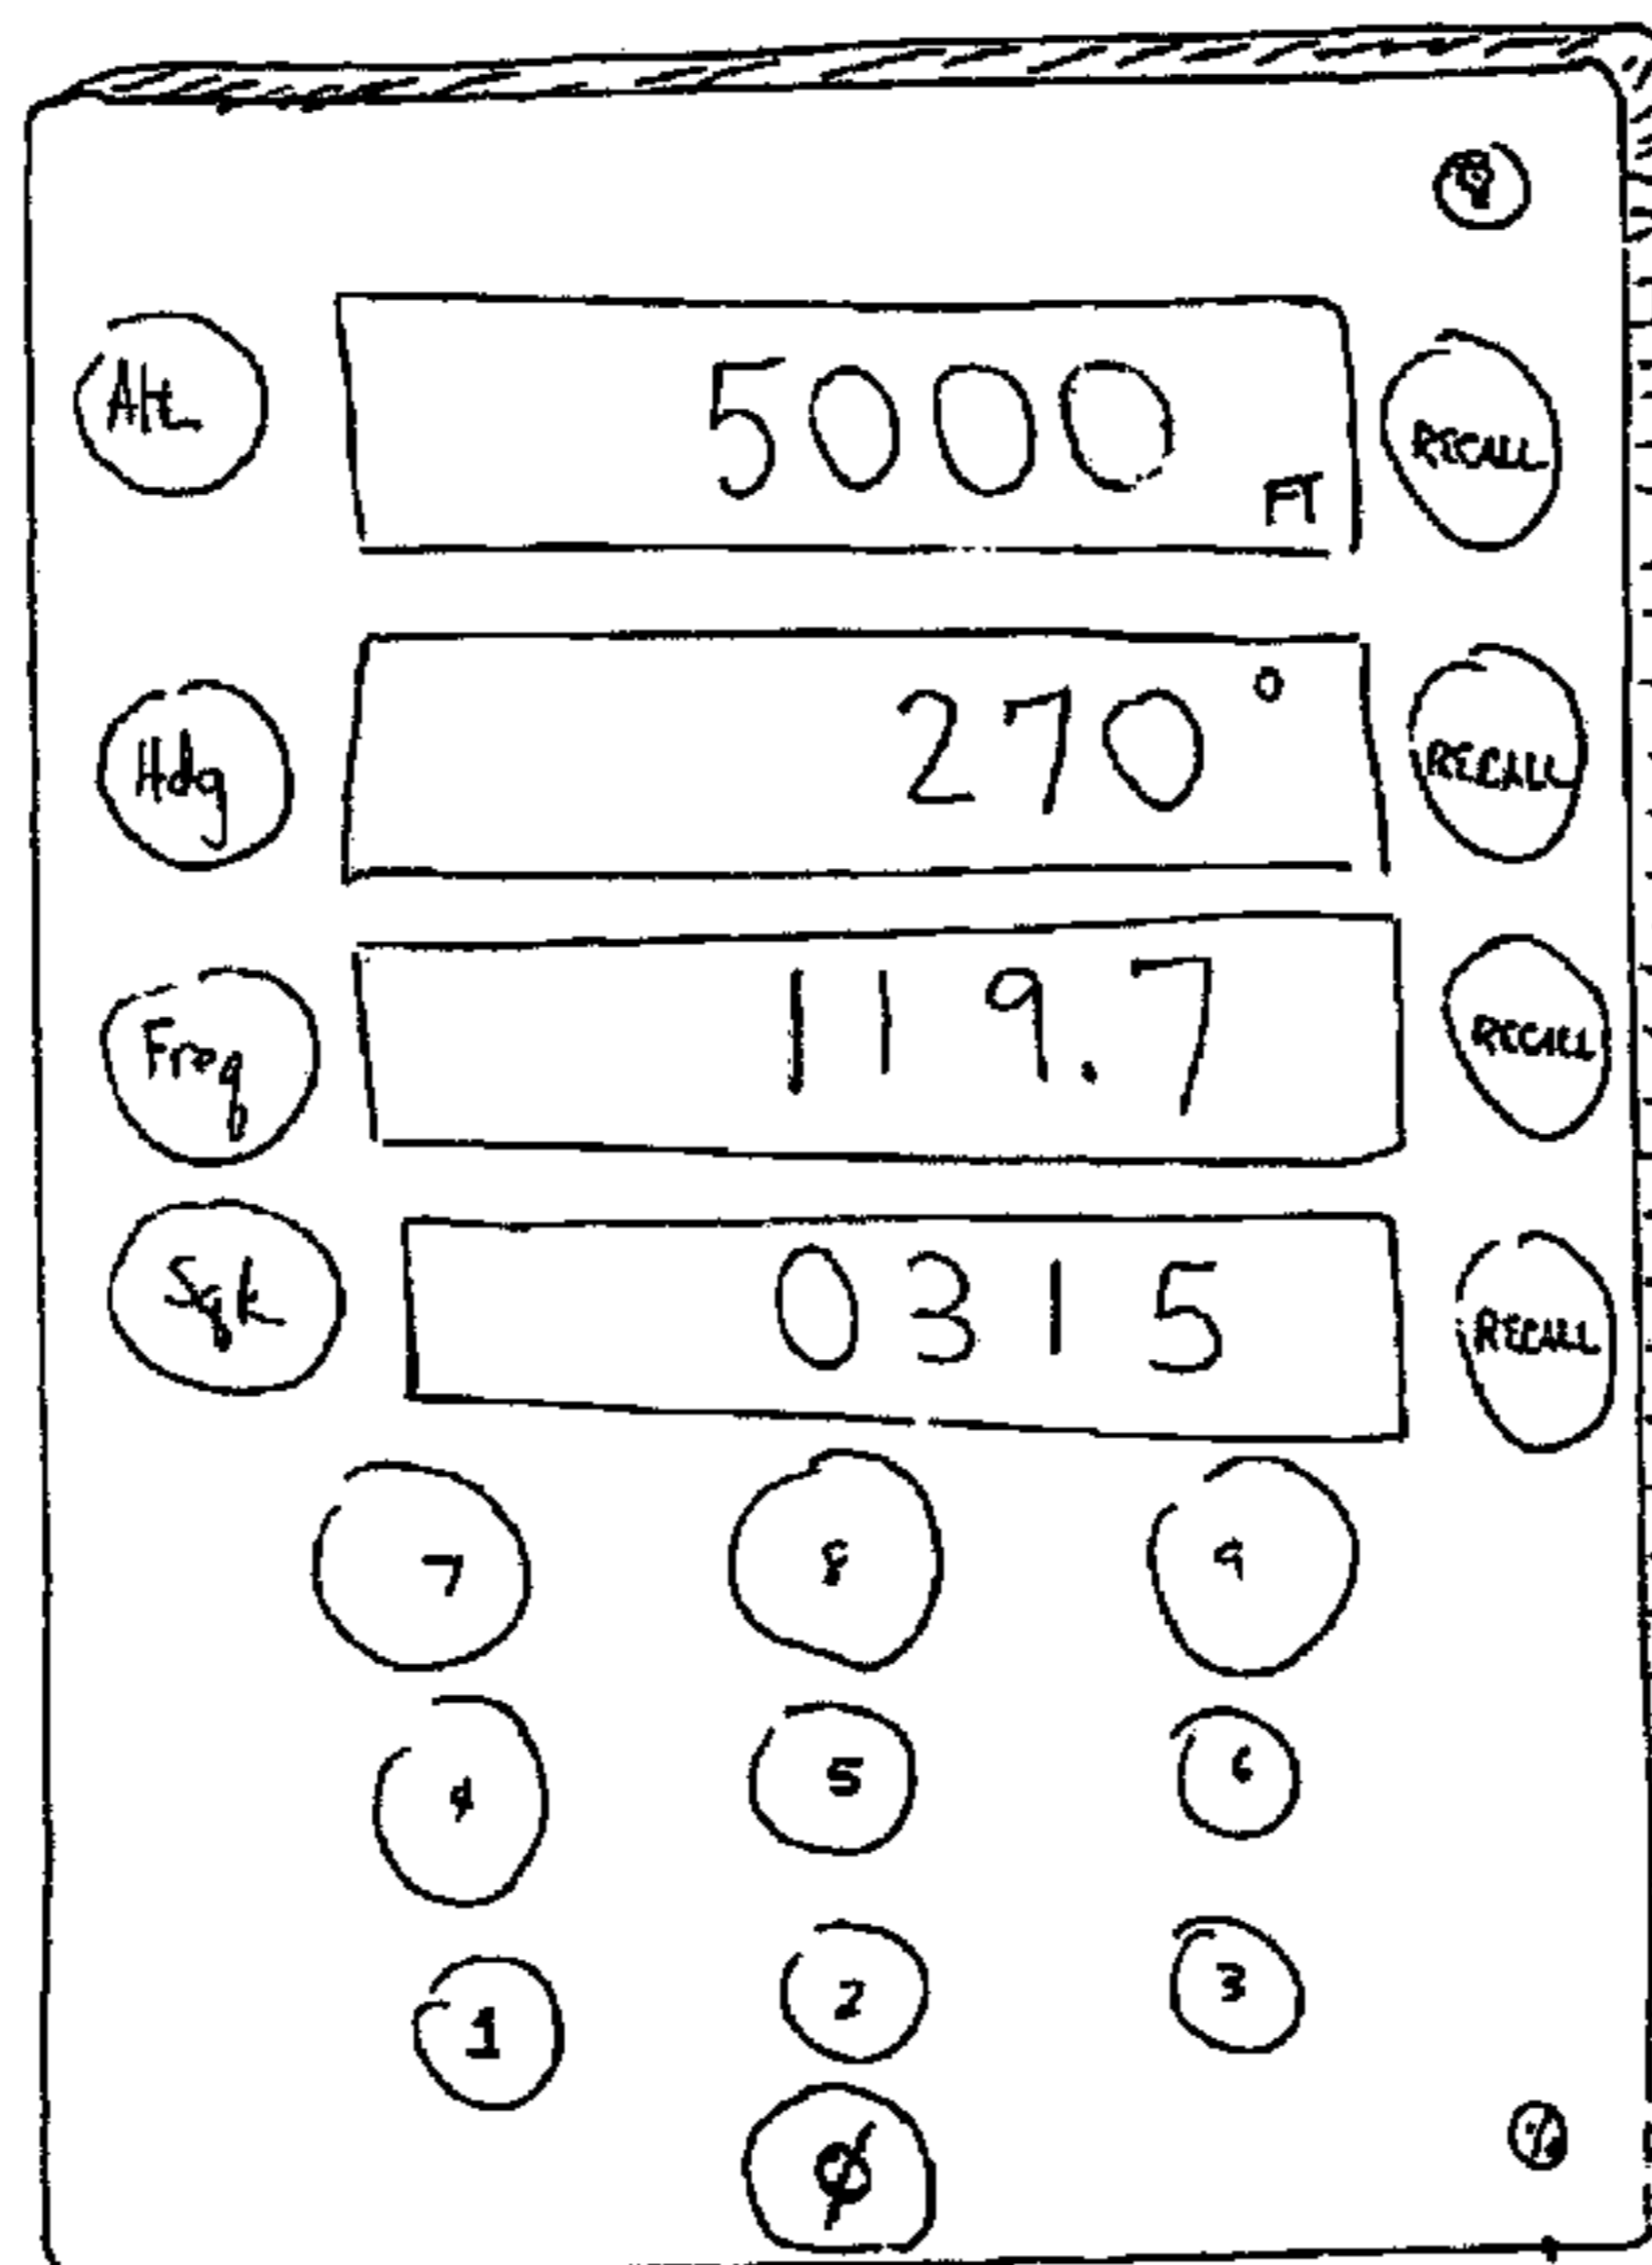 Alt 5000 FT RECALL
Hdg 270° RECALL
Freq 119.7 RECALL
Sqk 0315 RECALL
7 8 9
4 5 6
1 2 3
0